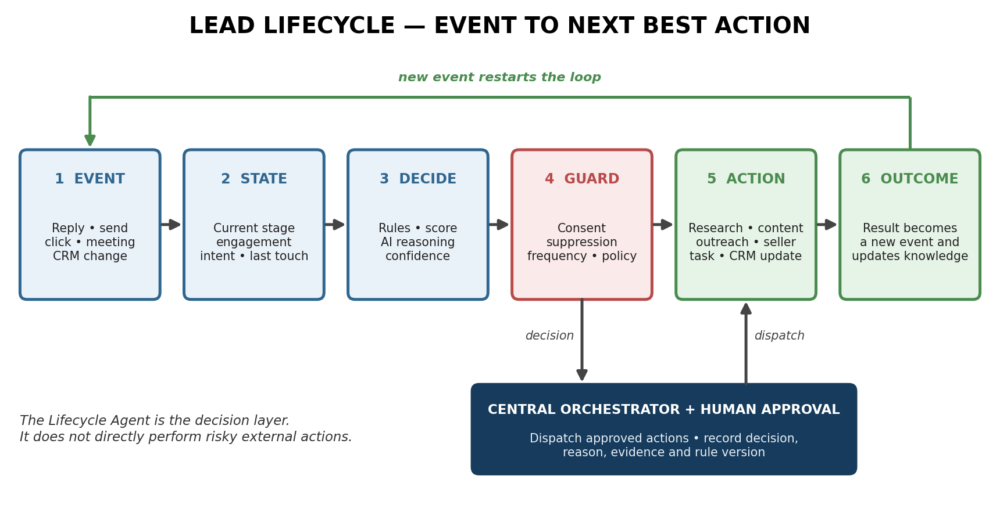 LEAD LIFECYCLE — EVENT TO NEXT BEST ACTION
new event restarts the loop
1 EVENT
Reply • send
click • meeting
CRM change
2 STATE
Current stage
engagement
intent • last touch
3 DECIDE
Rules • score
AI reasoning
confidence
4 GUARD
Consent
suppression
frequency • policy
5 ACTION
Research • content
outreach • seller
task • CRM update
6 OUTCOME
Result becomes
a new event and
updates knowledge
decision
dispatch
The Lifecycle Agent is the decision layer.
It does not directly perform risky external actions.
CENTRAL ORCHESTRATOR + HUMAN APPROVAL
Dispatch approved actions • record decision,
reason, evidence and rule version